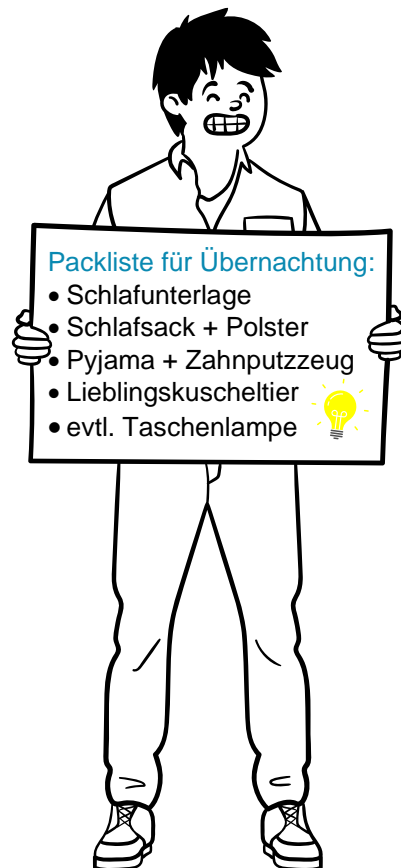 Packliste für Übernachtung:
• Schlafunterlage
• Schlafsack + Polster
• Pyjama + Zahnputzzeug
• Lieblingskuscheltier
• evtl. Taschenlampe